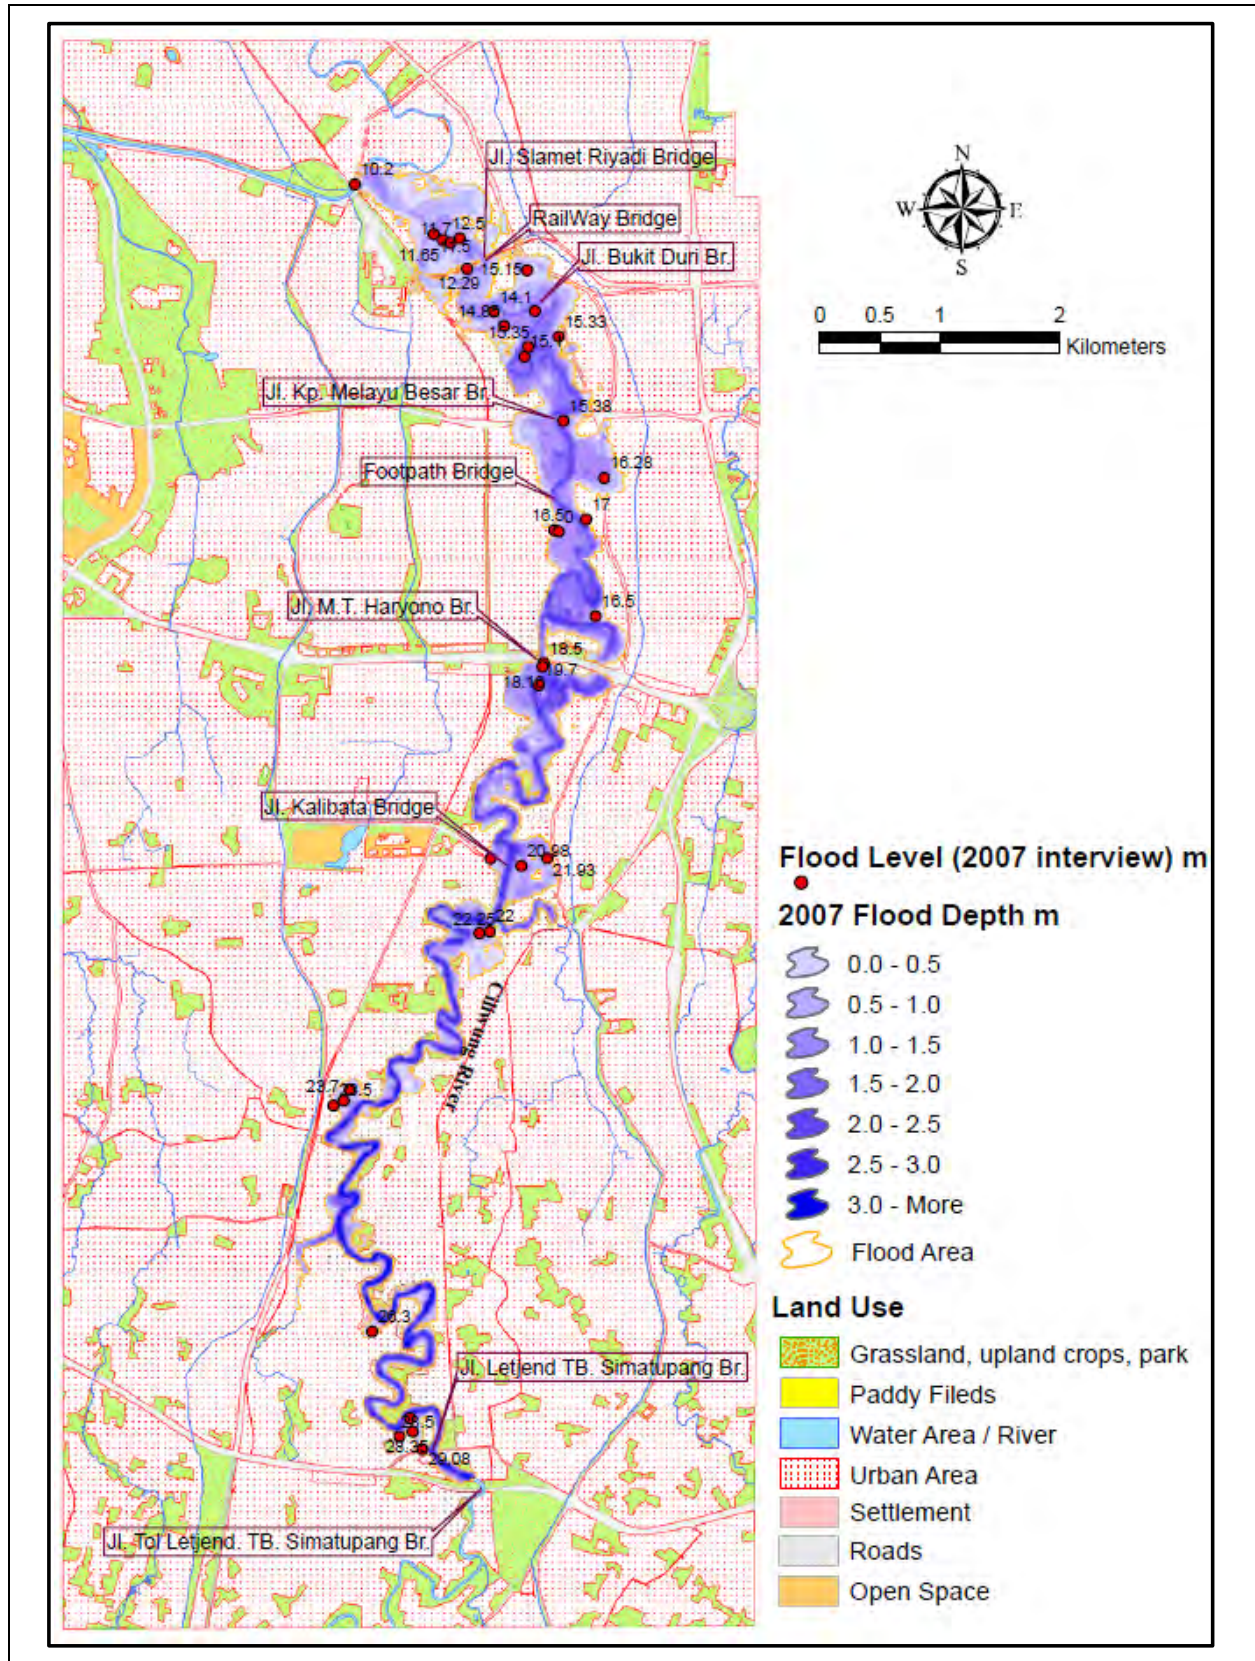 10.2
Jl. Slamet Riyadi Bridge
N
W
E
S
RailWay Bridge
12.5
11.65
Jl. Bukit Duri Br.
15.15
12.29
14.1
15.33
0
0.5
1
2
Kilometers
Jl. Kp. Melayu Besar Br.
15.38
Footpath Bridge
16.28
17
16.5
Jl. M.T. Haryono Br.
18.5
19.7
Jl. Kalibata Bridge
20.98
21.93
22.25
22
Ciliwung River
23.7
26.3
Jl. Letjend TB. Simatupang Br.
28.35
29.08
Jl. Tol Letjend. TB. Simatupang Br.
Flood Level (2007 interview) m
2007 Flood Depth m
0.0 - 0.5
0.5 - 1.0
1.0 - 1.5
1.5 - 2.0
2.0 - 2.5
2.5 - 3.0
3.0 - More
Flood Area
Land Use
Grassland, upland crops, park
Paddy Fileds
Water Area / River
Urban Area
Settlement
Roads
Open Space